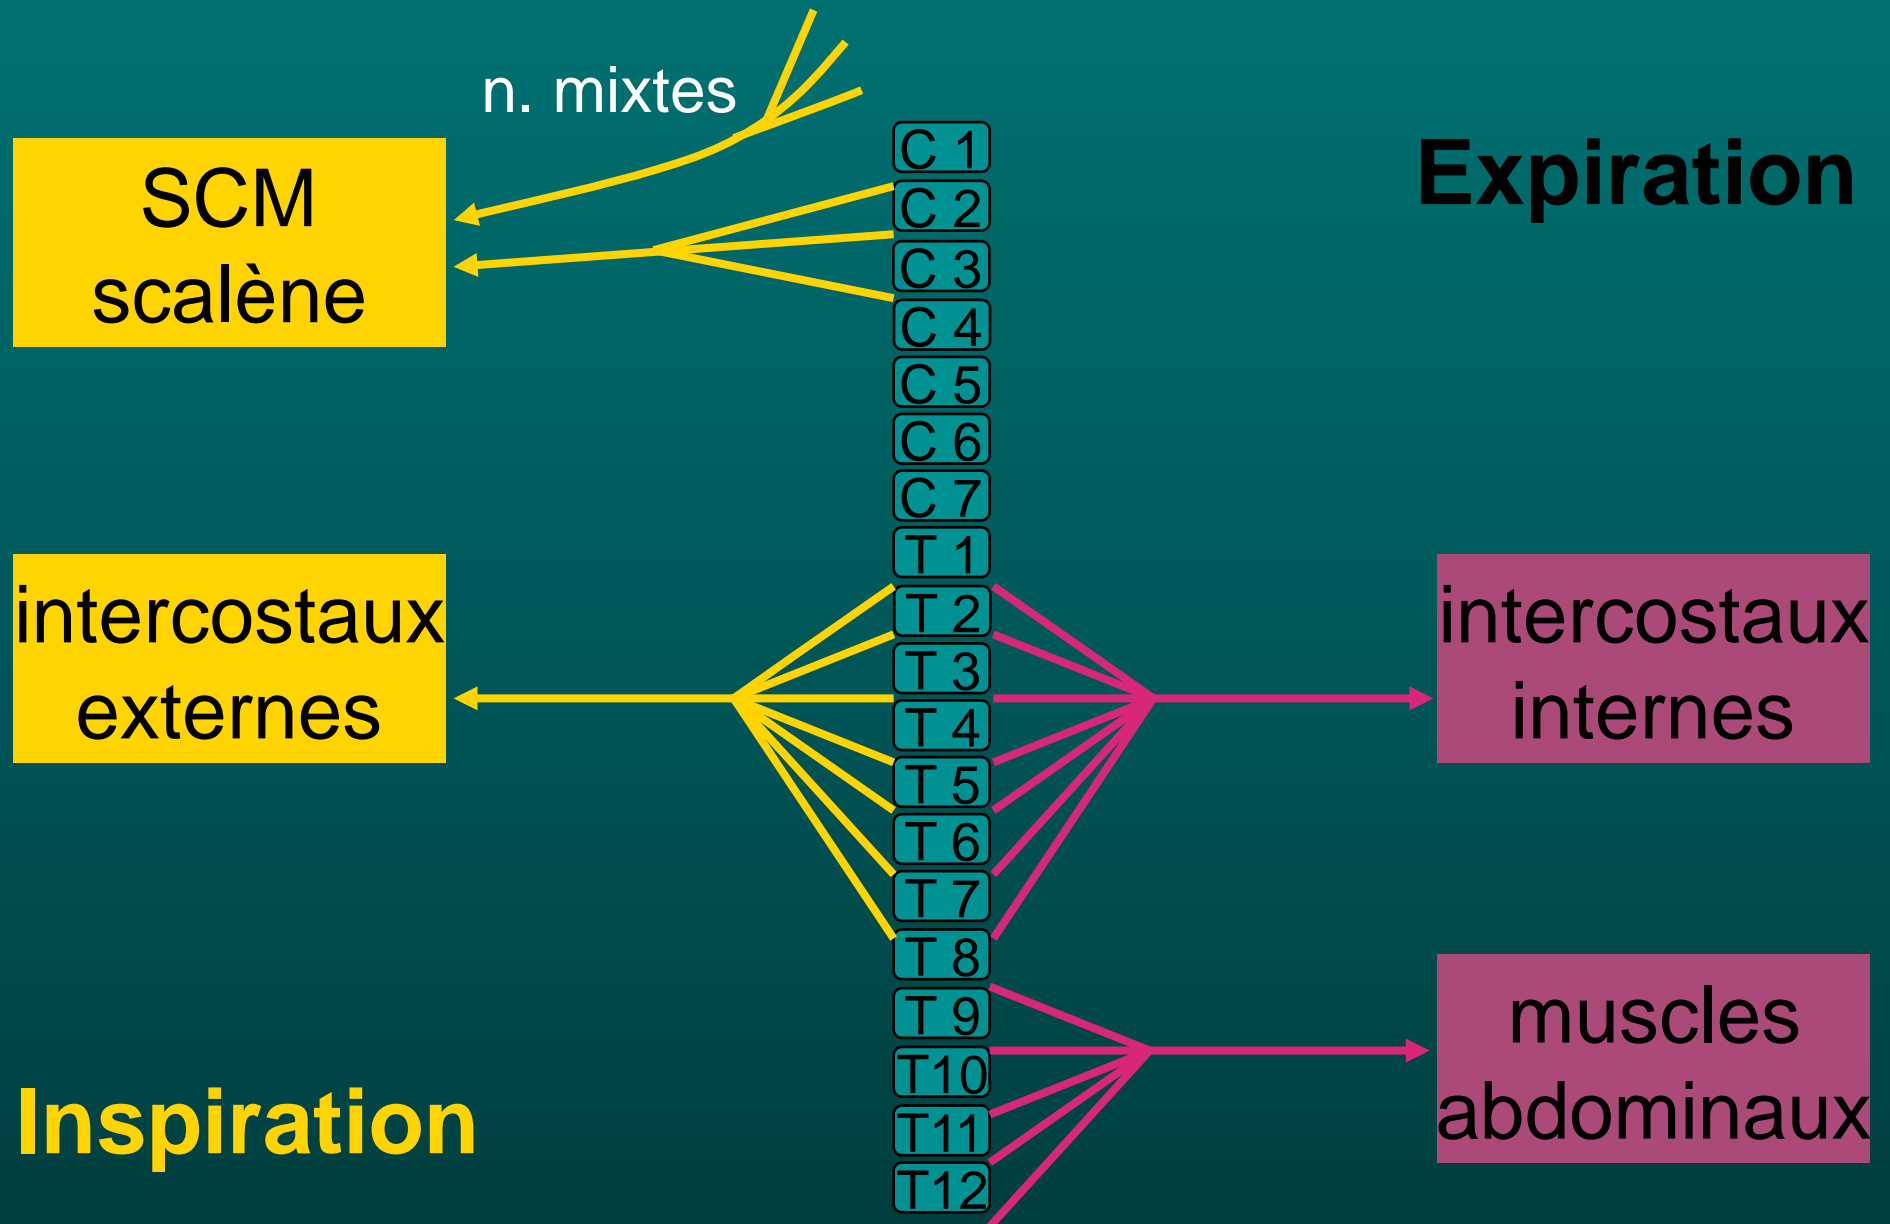 n. mixtes
SCM
scalène
Expiration
C 1
C 2
C 3
C 4
C 5
C 6
C 7
T 1
T 2
T 3
T 4
T 5
T 6
T 7
T 8
T 9
T10
T11
T12
intercostaux
externes
intercostaux
internes
muscles
abdominaux
Inspiration